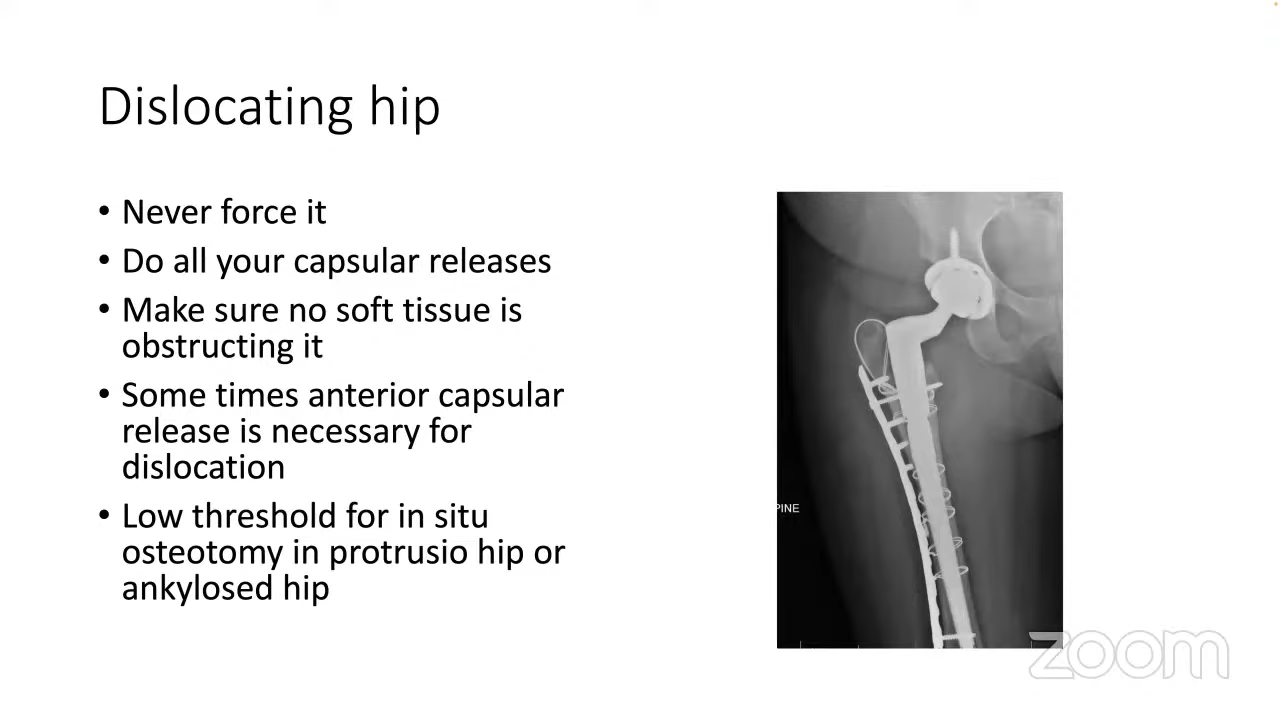 Dislocating hip
• Never force it
• Do all your capsular releases
• Make sure no soft tissue is
obstructing it
• Some times anterior capsular
release is necessary for
dislocation
• Low threshold for in situ
osteotomy in protrusio hip or
ankylosed hip
PINE
zoom